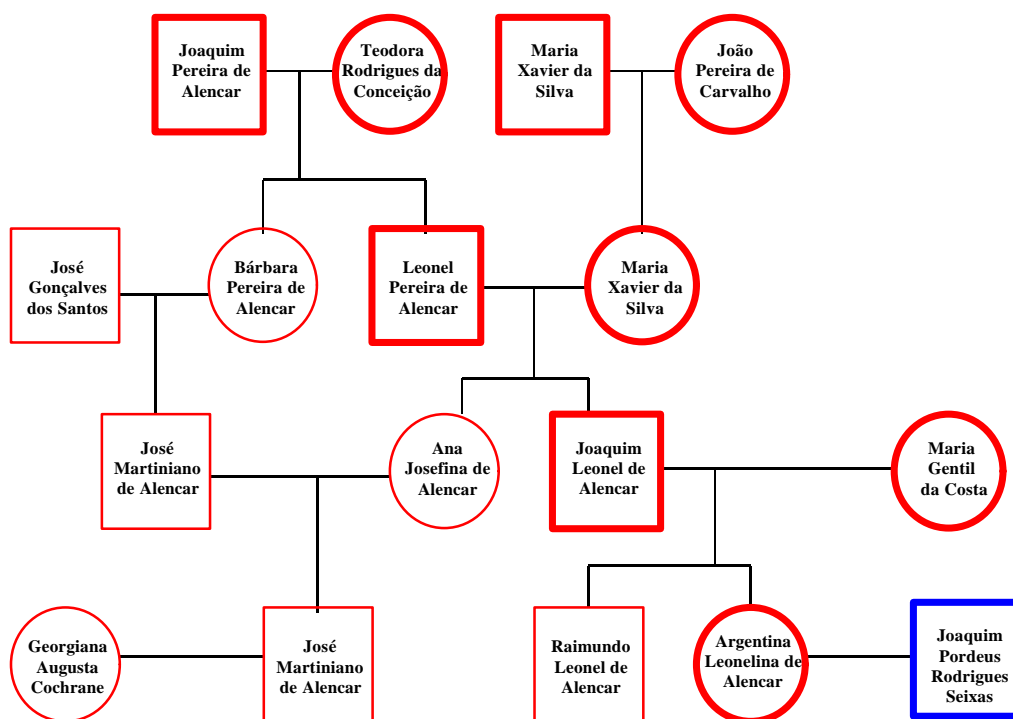 Joaquim
Pereira de
Alencar
Teodora
Rodrigues da
Conceição
Maria
Xavier da
Silva
João
Pereira de
Carvalho
José
Gonçalves
dos Santos
Bárbara
Pereira de
Alencar
Leonel
Pereira de
Alencar
Maria
Xavier da
Silva
José
Martiniano
de Alencar
Ana
Josefina de
Alencar
Joaquim
Leonel de
Alencar
Maria
Gentil
da Costa
Georgiana
Augusta
Cochrane
José
Martiniano
de Alencar
Raimundo
Leonel de
Alencar
Argentina
Leonelina de
Alencar
Joaquim
Pordeus
Rodrigues
Seixas